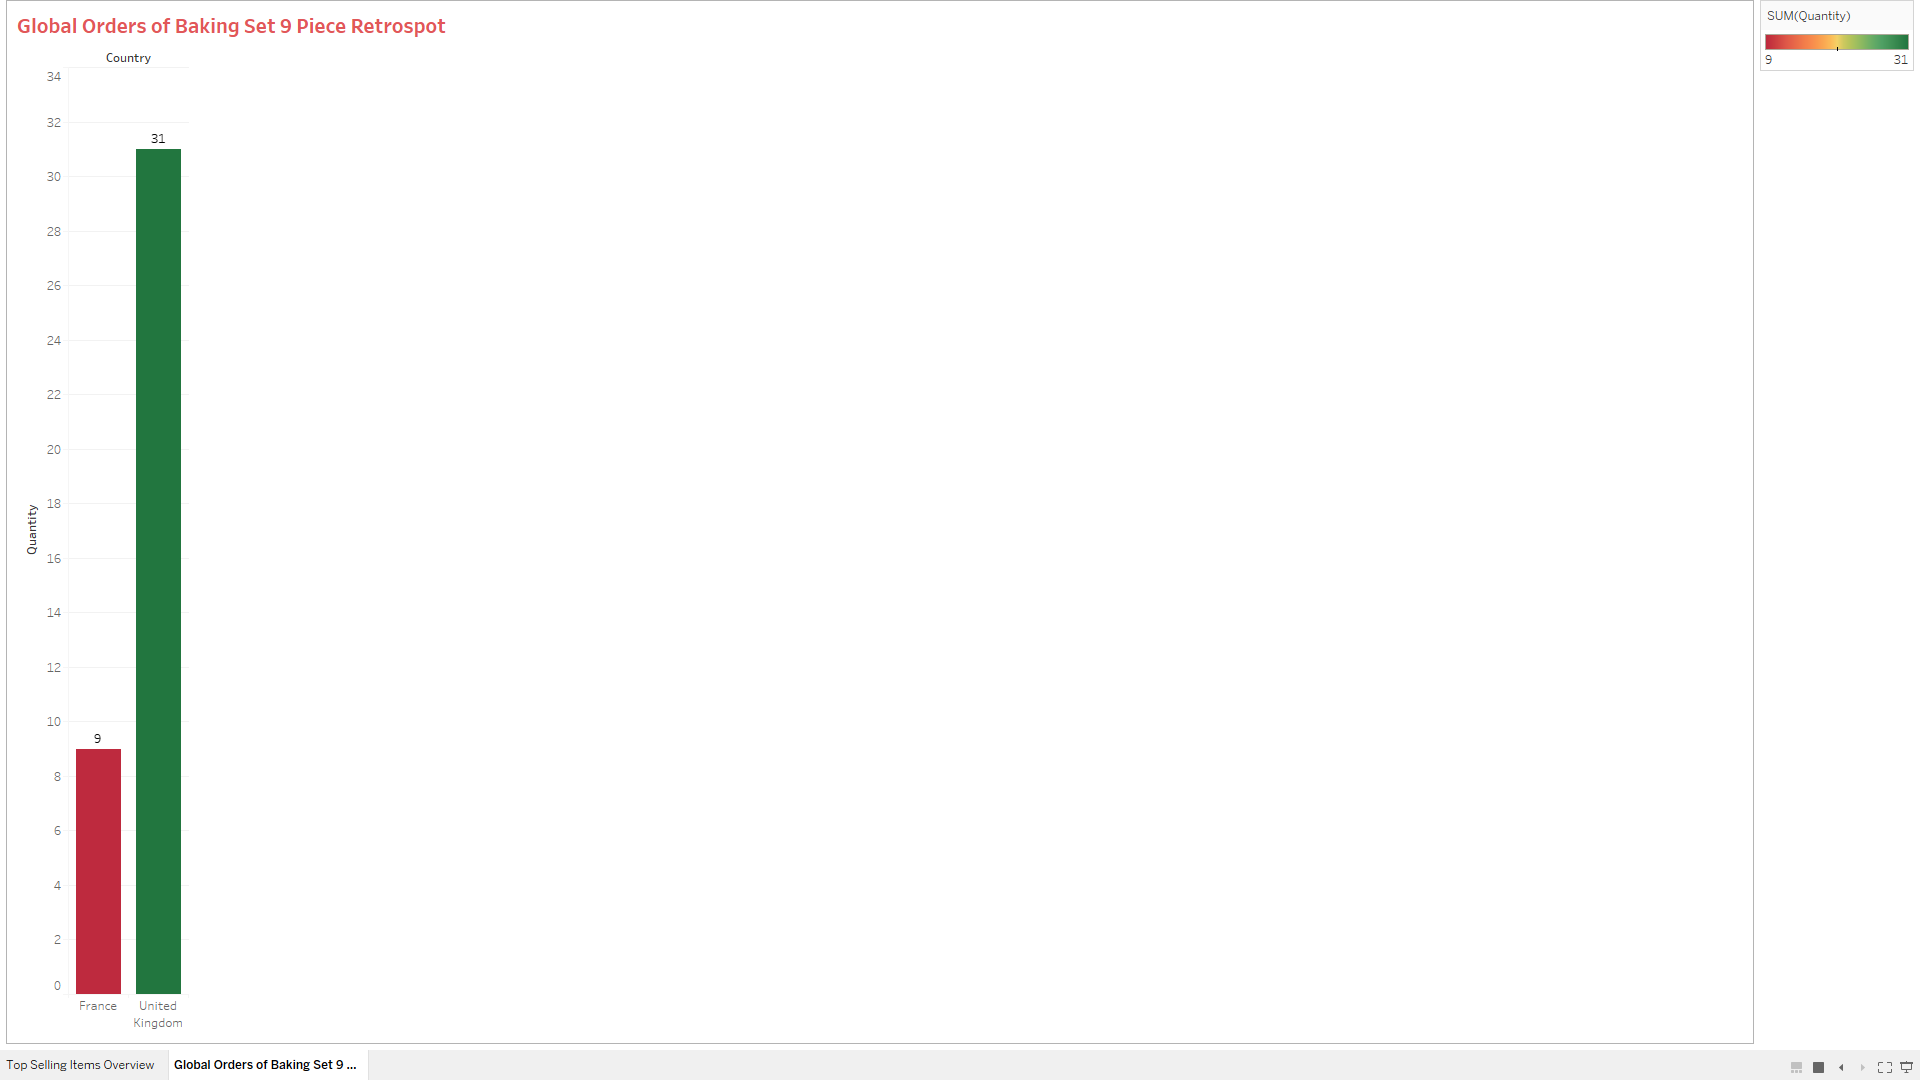 Global Orders of Baking Set 9 Piece Retrospot
SUM(Quantity)
9
31
Country
34
32
30
28
26
24
22
20
18
16
14
12
10
8
6
4
2
0
Quantity
31
9
France
United
Kingdom
Top Selling Items Overview
Global Orders of Baking Set 9 ...